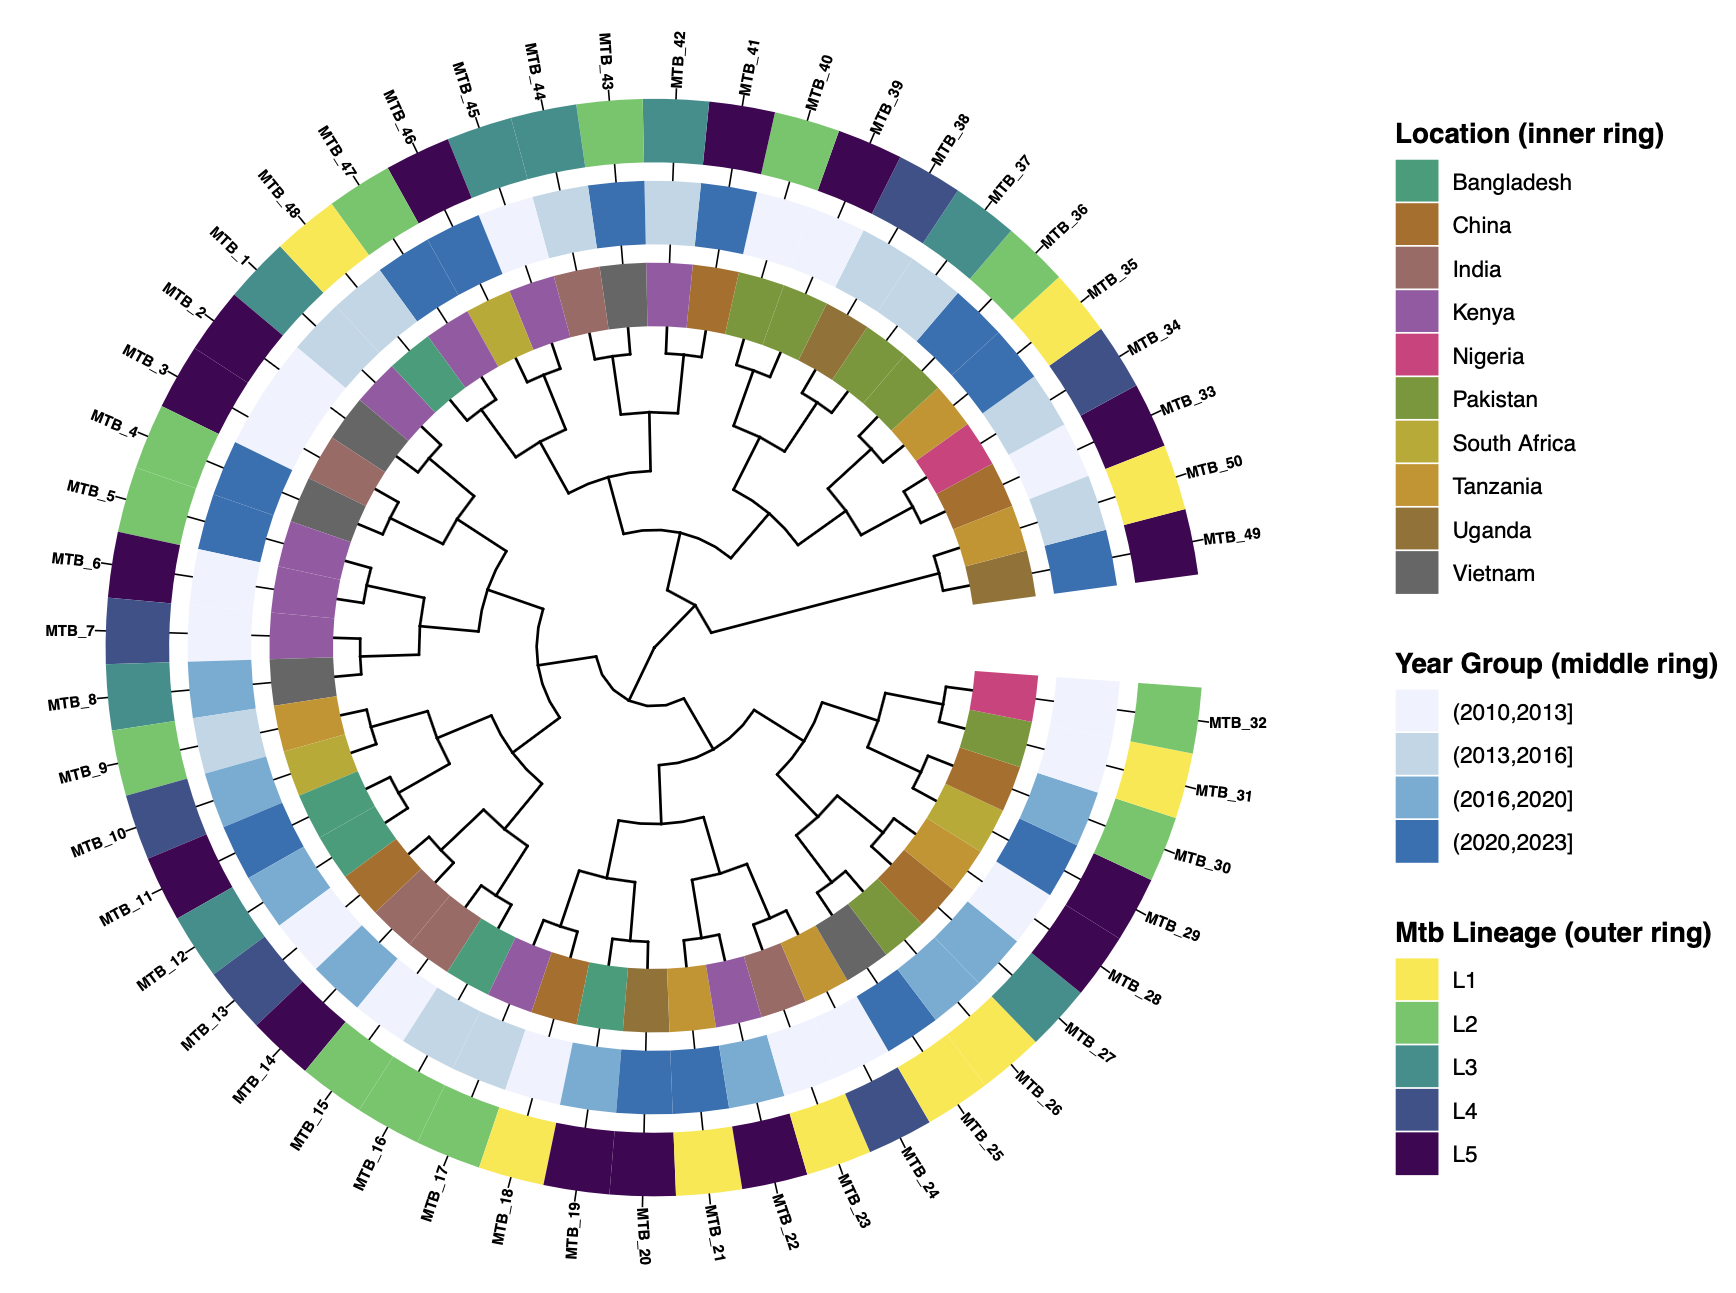 MTB_42
MTB_41
MTB_40
MTB_39
MTB_38
MTB_37
MTB_36
MTB_35
MTB_34
MTB_33
MTB_50
MTB_49
MTB_32
MTB_31
MTB_30
MTB_29
MTB_28
MTB_27
MTB_26
MTB_25
MTB_24
MTB_23
MTB_22
MTB_21
MTB_20
MTB_19
MTB_18
MTB_17
MTB_16
MTB_15
MTB_14
MTB_13
MTB_12
MTB_11
MTB_10
MTB_9
MTB_8
MTB_7
MTB_6
MTB_5
MTB_4
MTB_3
MTB_2
MTB_1
MTB_48
MTB_47
MTB_46
MTB_45
MTB_44
MTB_43
Location (inner ring)
Bangladesh
China
India
Kenya
Nigeria
Pakistan
South Africa
Tanzania
Uganda
Vietnam
Year Group (middle ring)
(2010,2013]
(2013,2016]
(2016,2020]
(2020,2023]
Mtb Lineage (outer ring)
L1
L2
L3
L4
L5